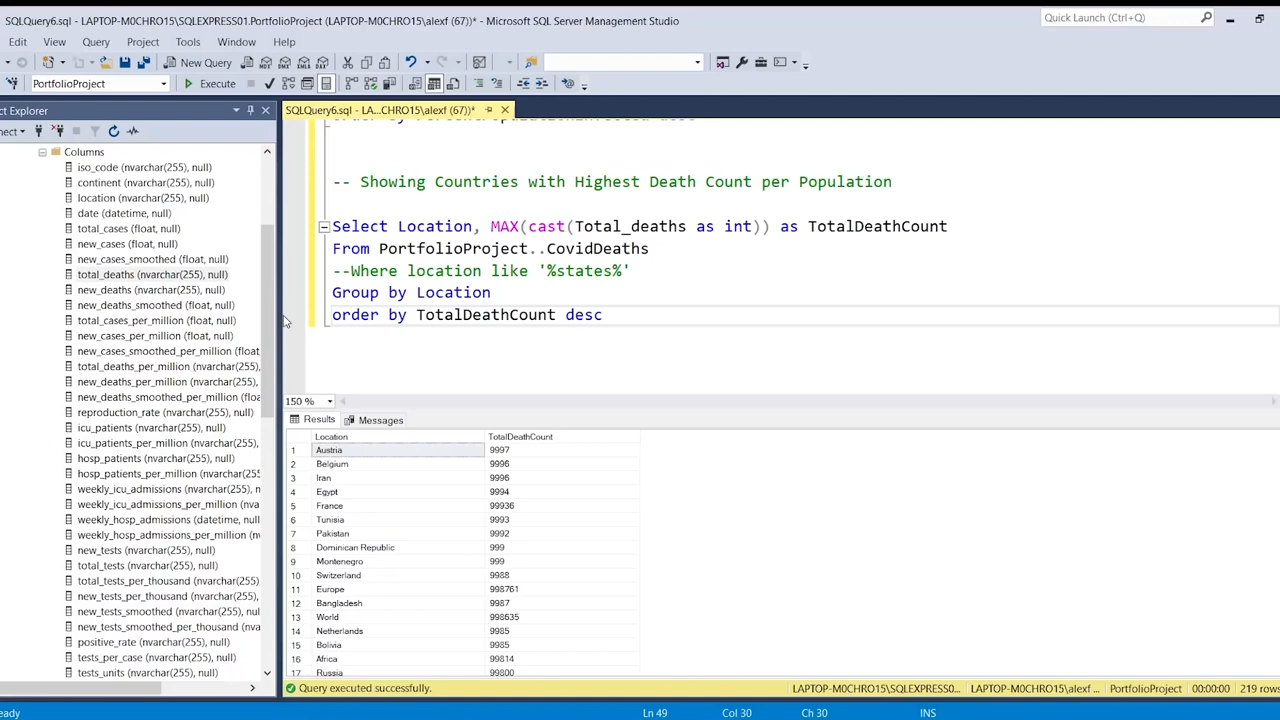 SQLQuery6.sql - LAPTOP-M0CHRO15\SQLEXPRESS01.PortfolioProject (LAPTOP-M0CHRO15\alexf (67))* - Microsoft SQL Server Management Studio
Quick Launch (Ctrl+Q)
Edit View Query Project Tools Window Help
New Query
PortfolioProject
Execute
ect Explorer
SQLQuery6.sql - LA...CHRO15\alexf (67))*
nnect
Columns
iso_code (nvarchar(255), null)
continent (nvarchar(255), null)
location (nvarchar(255), null)
date (datetime, null)
total_cases (float, null)
new_cases (float, null)
new_cases_smoothed (float, null)
total_deaths (nvarchar(255), null)
new_deaths (nvarchar(255), null)
new_deaths_smoothed (float, null)
total_cases_per_million (float, null)
new_cases_per_million (float, null)
new_cases_smoothed_per_million (float
total_deaths_per_million (nvarchar(255),
new_deaths_per_million (nvarchar(255),
new_deaths_smoothed_per_million (floa
reproduction_rate (nvarchar(255), null)
icu_patients (nvarchar(255), null)
icu_patients_per_million (nvarchar(255),
hosp_patients (nvarchar(255), null)
hosp_patients_per_million (nvarchar(255
weekly_icu_admissions (nvarchar(255), n
weekly_icu_admissions_per_million (nva
weekly_hosp_admissions (datetime, null
weekly_hosp_admissions_per_million (nv
new_tests (nvarchar(255), null)
total_tests (nvarchar(255), null)
total_tests_per_thousand (nvarchar(255)
new_tests_per_thousand (nvarchar(255),
new_tests_smoothed (nvarchar(255), null
new_tests_smoothed_per_thousand (nva
positive_rate (nvarchar(255), null)
tests_per_case (nvarchar(255), null)
tests_units (nvarchar(255), null)
-- Showing Countries with Highest Death Count per Population
Select Location, MAX(cast(Total_deaths as int)) as TotalDeathCount
From PortfolioProject..CovidDeaths
--Where location like '%states%'
Group by Location
order by TotalDeathCount desc
150 %
Results Messages
Location TotalDeathCount
1 Austria 9997
2 Belgium 9996
3 Iran 9996
4 Egypt 9994
5 France 99936
6 Tunisia 9993
7 Pakistan 9992
8 Dominican Republic 999
9 Montenegro 999
10 Switzerland 9988
11 Europe 998761
12 Bangladesh 9987
13 World 998635
14 Netherlands 9985
15 Bolivia 9985
16 Africa 99814
17 Russia 99800
Query executed successfully.
LAPTOP-M0CHRO15\SQLEXPRESS0... LAPTOP-M0CHRO15\alexf ... PortfolioProject 00:00:00 219 rows
eady Ln 49 Col 30 Ch 30 INS